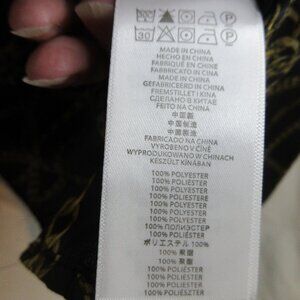 30
MADE IN CHINA
HECHO EN CHINA
FABRIQUÉ EN CHINE
FABBRICATO IN CINA
MADE IN CHINA
GEFABRICEERD IN CHINA
FREMSTILLET I KINA
СДЕЛАНО В КИТАЕ
FEITO NA CHINA
中国製
中国制造
中國製造
FABRICADO NA CHINA
VYROBENO V ČÍNĚ
WYPRODUKOWANO W CHINACH
KÉSZÜLT KÍNÁBAN
100% POLYESTER
100% POLIÉSTER
100% POLYESTER
100% POLIESTERE
100% POLYESTER
100% POLYESTER
100% POLYESTER
100% ПОЛИЭСТЕР
100% POLIÉSTER
ポリエステル 100%
100% 聚酯
100% 聚酯
100% POLIÉSTER
100% POLYESTER